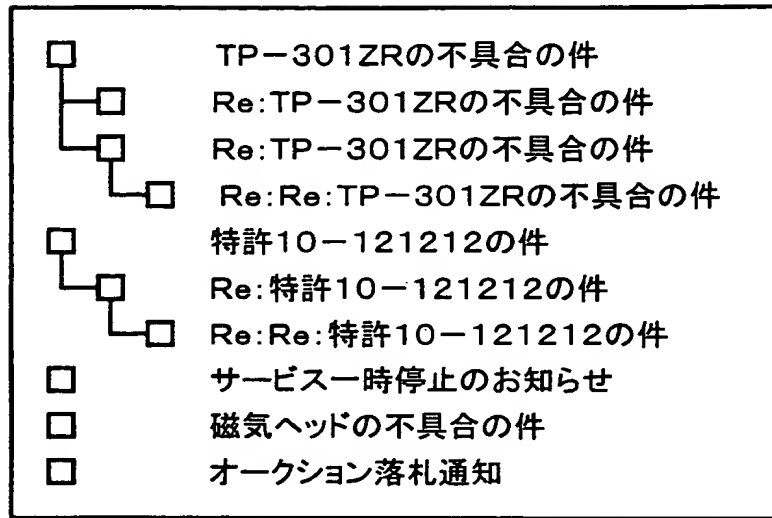 TP－301ZRの不具合の件
Re:TP－301ZRの不具合の件
Re:TP－301ZRの不具合の件
Re:Re:TP－301ZRの不具合の件
特許10－121212の件
Re:特許10－121212の件
Re:Re:特許10－121212の件
サービス一時停止のお知らせ
磁気ヘッドの不具合の件
オークション落札通知